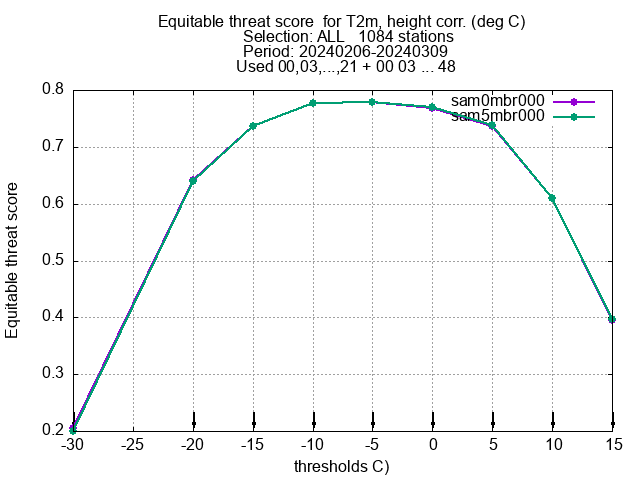 Equitable threat score  for T2m, height corr. (deg C)
Selection: ALL   1084 stations
Period: 20240206-20240309
Used 00,03,...,21 + 00 03 ... 48
sam0mbr000
sam5mbr000
Equitable threat score
0.8
0.7
0.6
0.5
0.4
0.3
0.2
-30 -25 -20 -15 -10 -5 0 5 10 15
thresholds C)